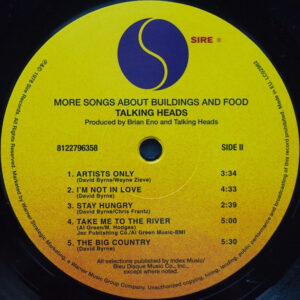 SIRE ®
MORE SONGS ABOUT BUILDINGS AND FOOD
TALKING HEADS
Produced by Brian Eno and Talking Heads
8122796358
SIDE II
1. ARTISTS ONLY 3:34
(David Byrne/Wayne Zieve)
2. I'M NOT IN LOVE 4:33
(David Byrne)
3. STAY HUNGRY 2:39
(David Byrne/Chris Frantz)
4. TAKE ME TO THE RIVER 5:00
(Al Green/M. Hodges)
Jec Publishing Co./Al Green Music-BMI
5. THE BIG COUNTRY 5:30
(David Byrne)
All selections published by Index Music/
Bleu Disque Music Co., Inc.
except where noted.